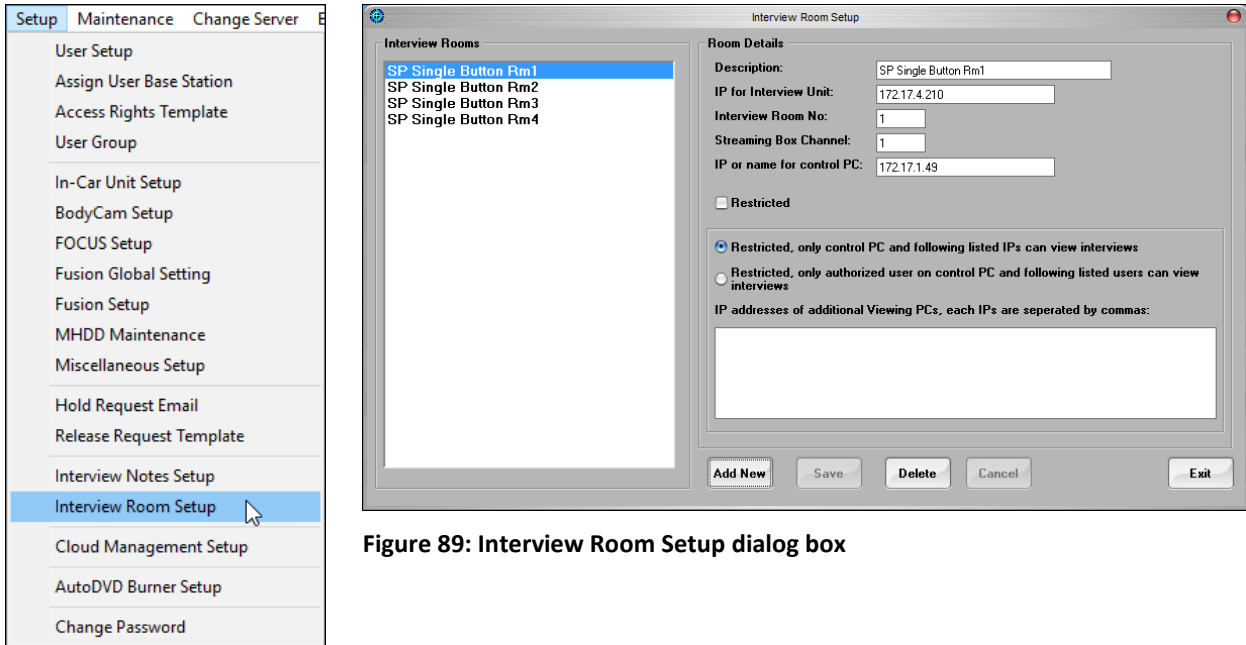 Setup Maintenance Change Server E
User Setup
Assign User Base Station
Access Rights Template
User Group
In-Car Unit Setup
BodyCam Setup
FOCUS Setup
Fusion Global Setting
Fusion Setup
MHDD Maintenance
Miscellaneous Setup
Hold Request Email
Release Request Template
Interview Notes Setup
Interview Room Setup
Cloud Management Setup
AutoDVD Burner Setup
Change Password
Interview Room Setup
Interview Rooms
SP Single Button Rm1
SP Single Button Rm2
SP Single Button Rm3
SP Single Button Rm4
Room Details
Description: SP Single Button Rm1
IP for Interview Unit: 172.17.4.210
Interview Room No: 1
Streaming Box Channel: 1
IP or name for control PC: 172.17.1.49
Restricted
Restricted, only control PC and following listed IPs can view interviews
Restricted, only authorized user on control PC and following listed users can view
interviews
IP addresses of additional Viewing PCs, each IPs are seperated by commas:
Add New Save Delete Cancel Exit
Figure 89: Interview Room Setup dialog box